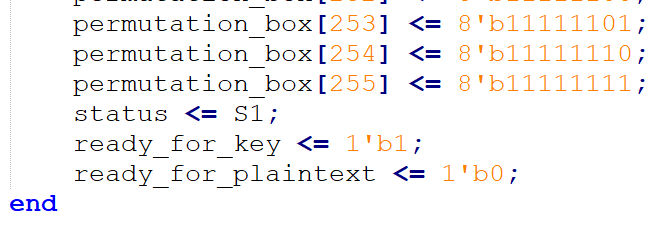 permutation_box[253] <= 8'b11111101;
permutation_box[254] <= 8'b11111110;
permutation_box[255] <= 8'b11111111;
status <= S1;
ready_for_key <= 1'b1;
ready_for_plaintext <= 1'b0;
end